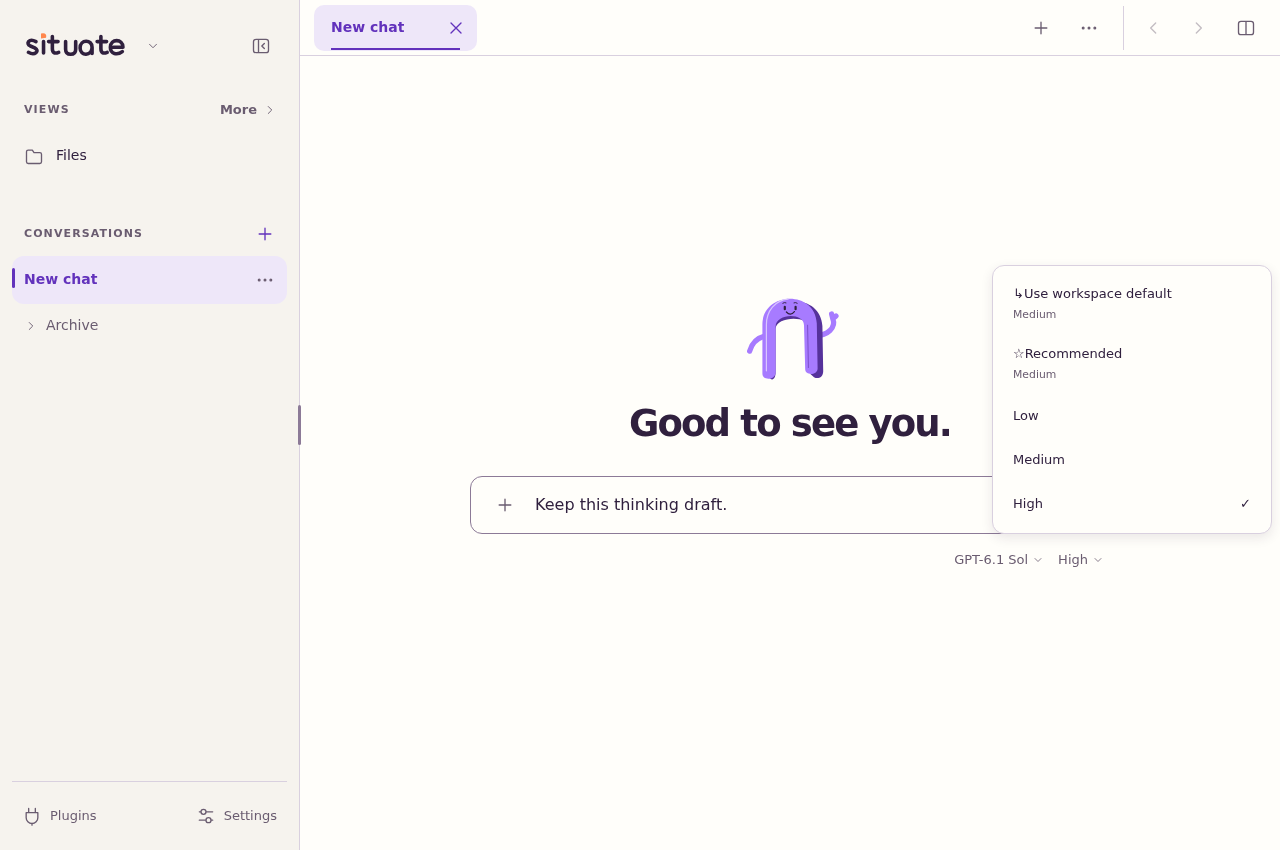 situate
VIEWS
More
Files
CONVERSATIONS
New chat
Archive
Plugins
Settings
New chat
Good to see you.
Keep this thinking draft.
GPT-6.1 Sol
High
↳Use workspace default
Medium
☆Recommended
Medium
Low
Medium
High ✓